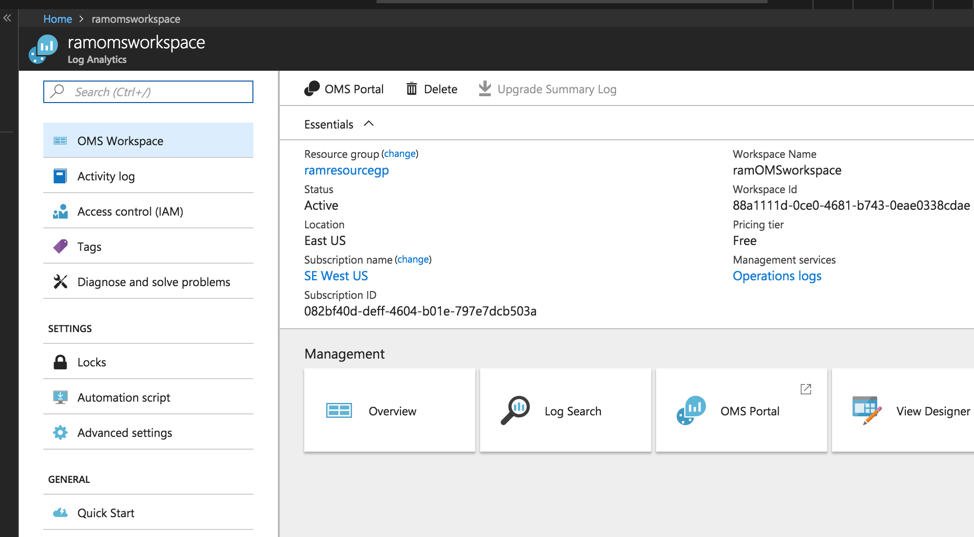 Home > ramomsworkspace
ramomsworkspace
Log Analytics
Search (Ctrl+/)
OMS Workspace
Activity log
Access control (IAM)
Tags
Diagnose and solve problems
SETTINGS
Locks
Automation script
Advanced settings
GENERAL
Quick Start
OMS Portal
Delete
Upgrade Summary Log
Essentials
Resource group (change)
ramresourcegp
Status
Active
Location
East US
Subscription name (change)
SE West US
Subscription ID
082bf40d-deff-4604-b01e-797e7dcb503a
Workspace Name
ramOMSworkspace
Workspace Id
88a1111d-0ce0-4681-b743-0eae0338cdae
Pricing tier
Free
Management services
Operations logs
Management
Overview
Log Search
OMS Portal
View Designer